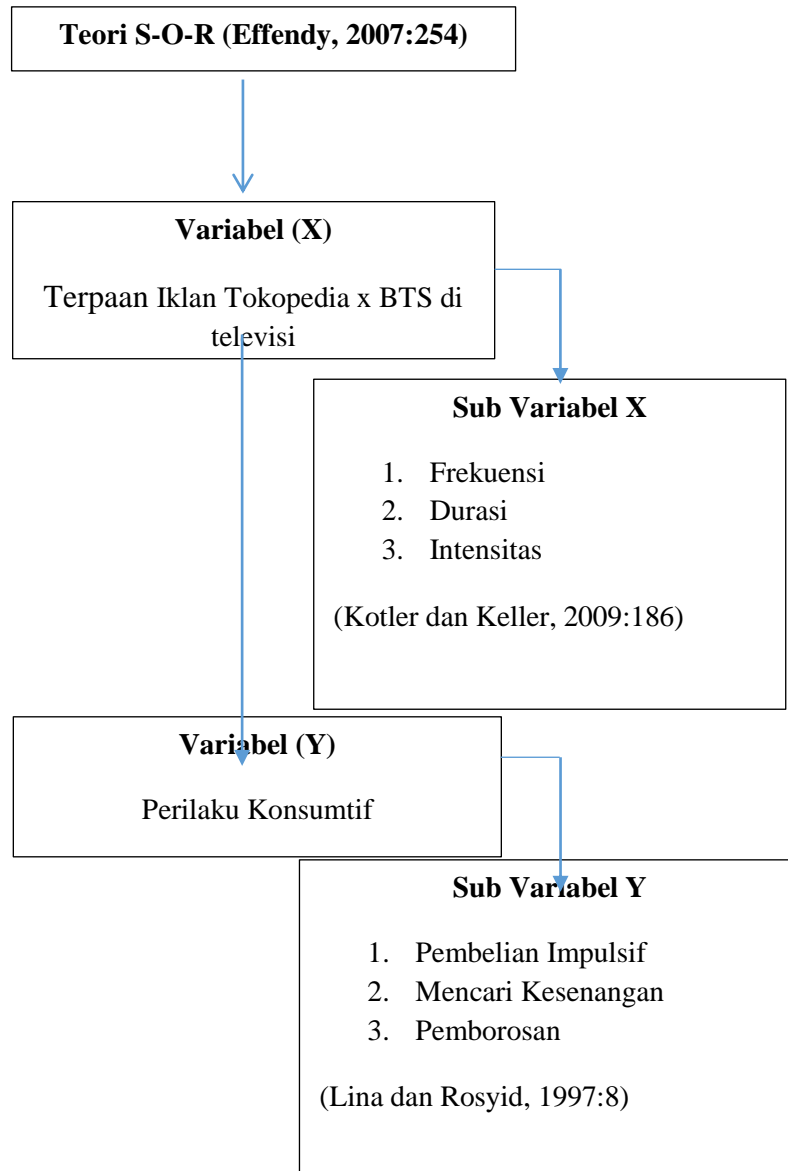 Teori S-O-R (Effendy, 2007:254)
Variabel (X)
Terpaan Iklan Tokopedia x BTS di
televisi
Sub Variabel X
1. Frekuensi
2. Durasi
3. Intensitas
(Kotler dan Keller, 2009:186)
Variabel (Y)
Perilaku Konsumtif
Sub Variabel Y
1. Pembelian Impulsif
2. Mencari Kesenangan
3. Pemborosan
(Lina dan Rosyid, 1997:8)